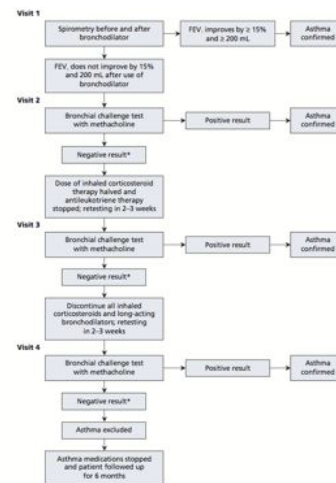 Visit 1
Spirometry before and after
bronchodilator
FEV, improves by ≥ 15%
and ≥ 200 mL
Asthma
confirmed
FEV, does not improve by 15%
and 200 mL after use of
bronchodilator
Visit 2
Bronchial challenge test
with methacholine
Positive result
Asthma
confirmed
Negative result*
Dose of inhaled corticosteroid
therapy halved and
antileukotriene therapy
stopped; retesting in 2–3 weeks
Visit 3
Bronchial challenge test
with methacholine
Positive result
Asthma
confirmed
Negative result*
Discontinue all inhaled
corticosteroids and long-acting
bronchodilators; retesting
in 2–3 weeks
Visit 4
Bronchial challenge test
with methacholine
Positive result
Asthma
confirmed
Negative result*
Asthma excluded
Asthma medications stopped
and patient followed up
for 6 months